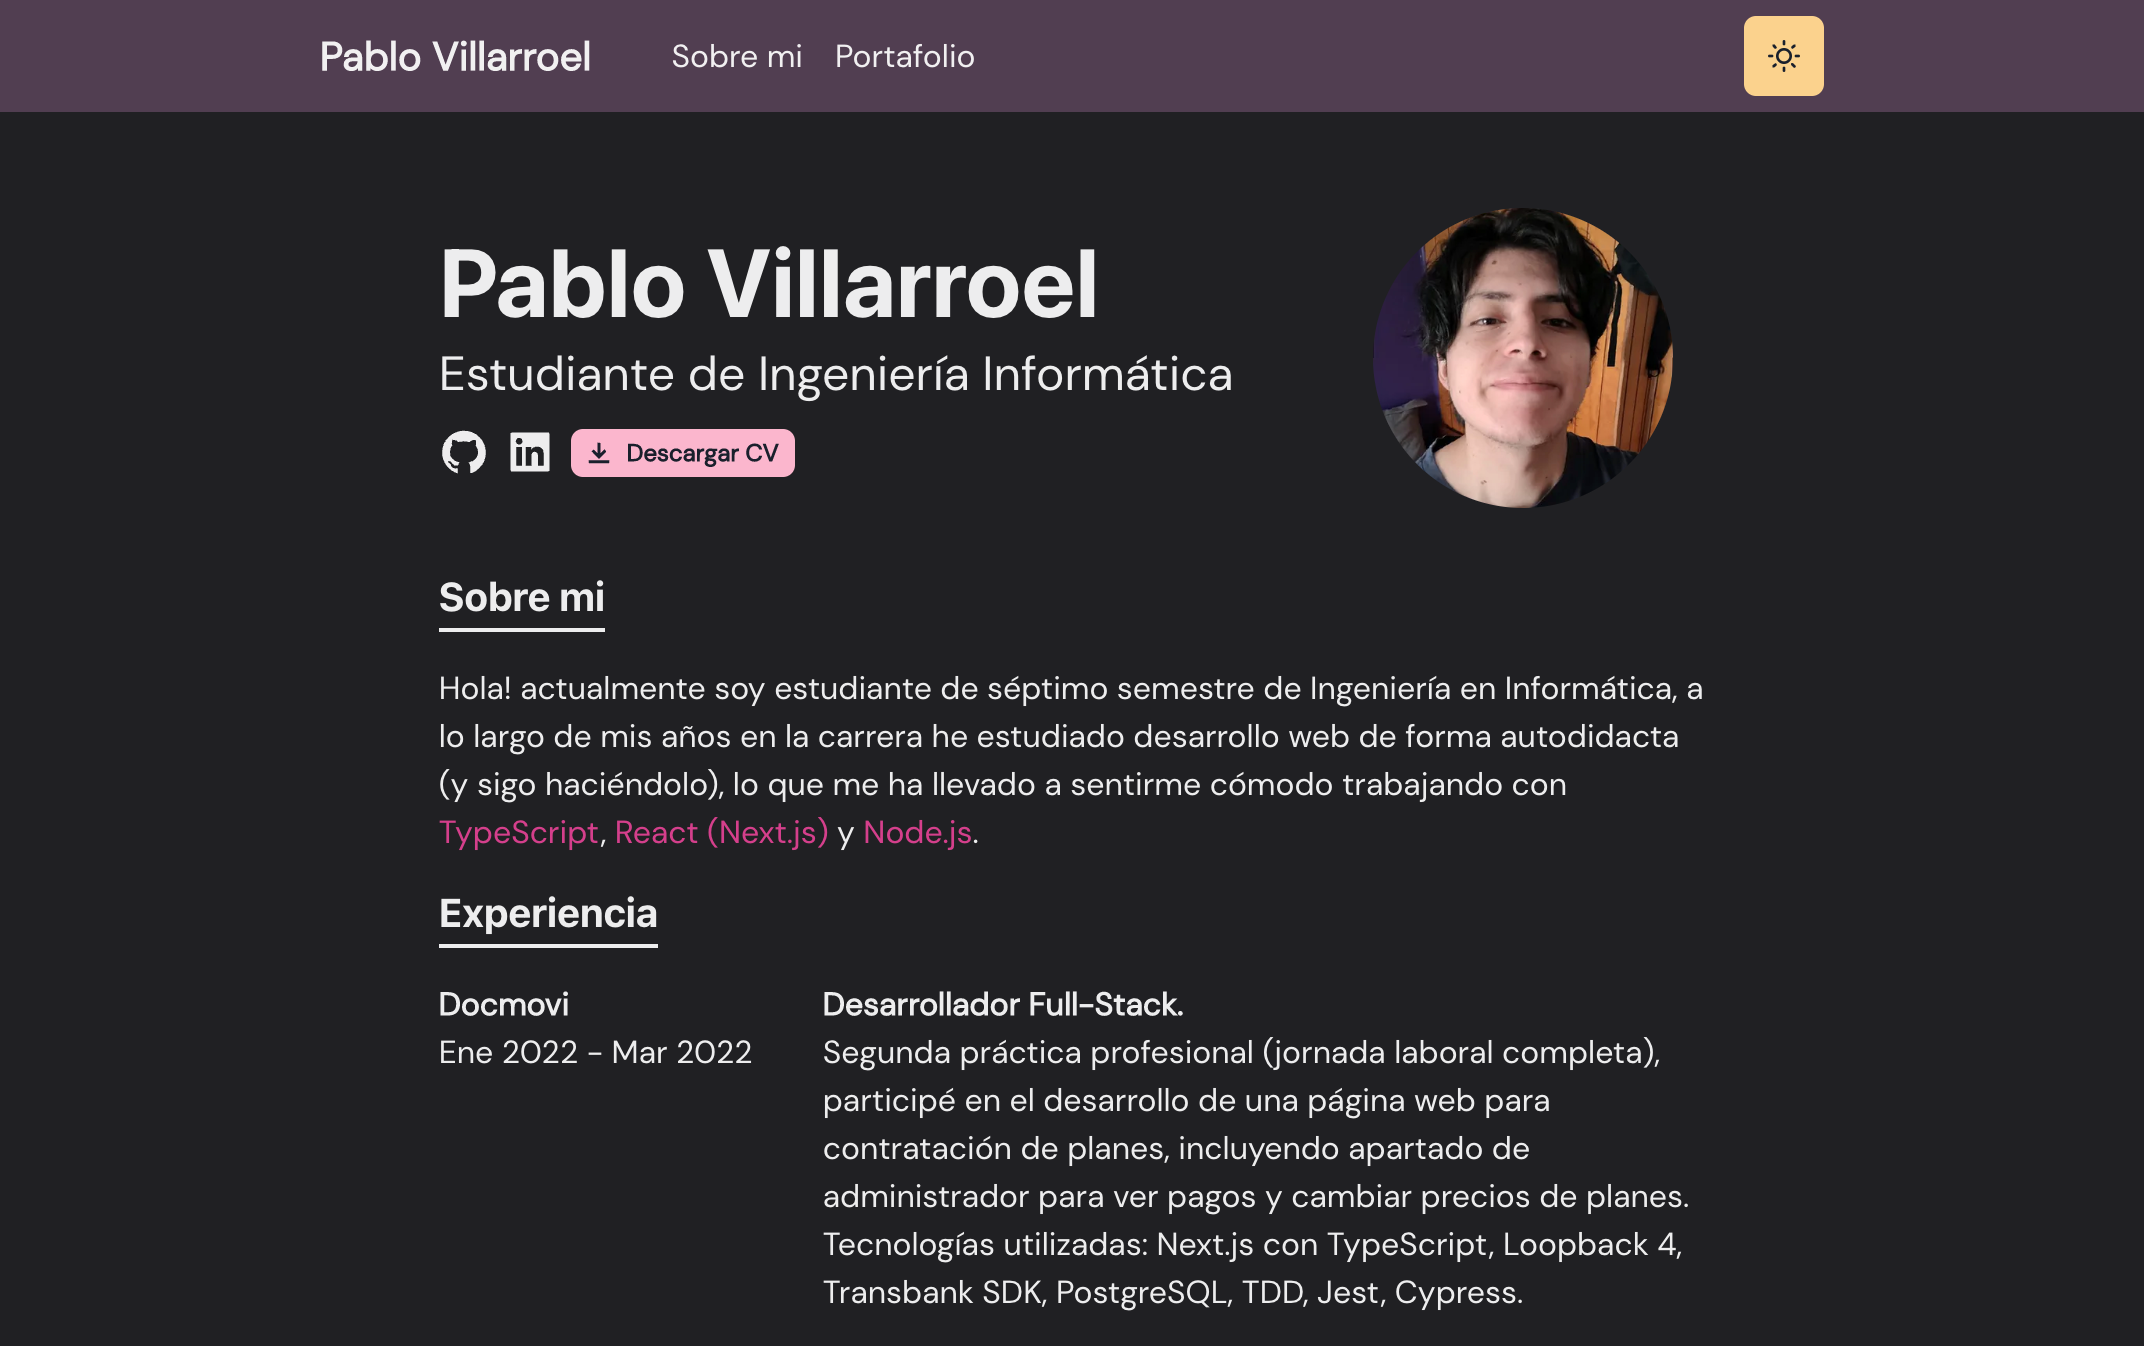 Pablo Villarroel
Sobre mi
Portafolio
Pablo Villarroel
Estudiante de Ingeniería Informática
in
Descargar CV
Sobre mi
Hola! actualmente soy estudiante de séptimo semestre de Ingeniería en Informática, a
lo largo de mis años en la carrera he estudiado desarrollo web de forma autodidacta
(y sigo haciéndolo), lo que me ha llevado a sentirme cómodo trabajando con
TypeScript, React (Next.js) y Node.js.
Experiencia
Docmovi
Ene 2022 - Mar 2022
Desarrollador Full-Stack.
Segunda práctica profesional (jornada laboral completa),
participé en el desarrollo de una página web para
contratación de planes, incluyendo apartado de
administrador para ver pagos y cambiar precios de planes.
Tecnologías utilizadas: Next.js con TypeScript, Loopback 4,
Transbank SDK, PostgreSQL, TDD, Jest, Cypress.